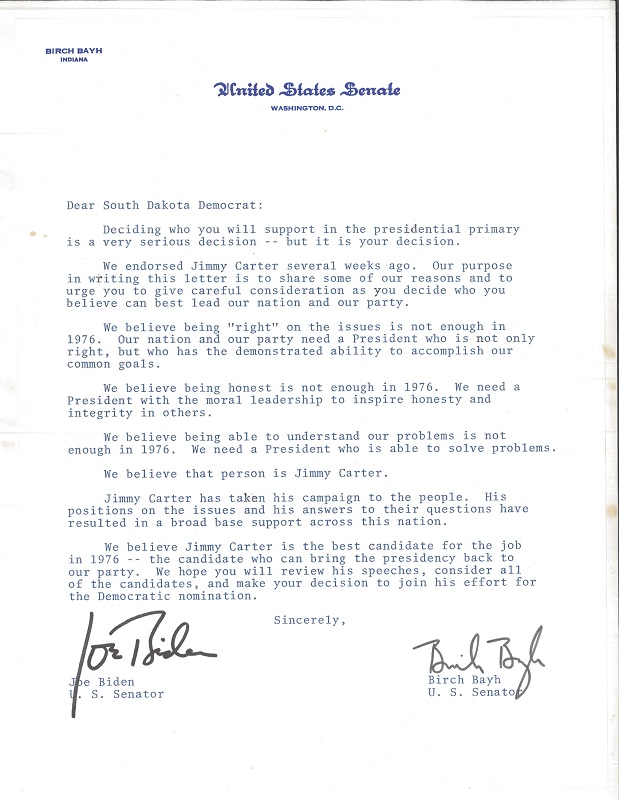 BIRCH BAYH
INDIANA
United States Senate
WASHINGTON, D.C.
Dear South Dakota Democrat:
Deciding who you will support in the presidential primary
is a very serious decision -- but it is your decision.
We endorsed Jimmy Carter several weeks ago. Our purpose
in writing this letter is to share some of our reasons and to
urge you to give careful consideration as you decide who you
believe can best lead our nation and our party.
We believe being "right" on the issues is not enough in
1976. Our nation and our party need a President who is not only
right, but who has the demonstrated ability to accomplish our
common goals.
We believe being honest is not enough in 1976. We need a
President with the moral leadership to inspire honesty and
integrity in others.
We believe being able to understand our problems is not
enough in 1976. We need a President who is able to solve problems.
We believe that person is Jimmy Carter.
Jimmy Carter has taken his campaign to the people. His
positions on the issues and his answers to their questions have
resulted in a broad base support across this nation.
We believe Jimmy Carter is the best candidate for the job
in 1976 -- the candidate who can bring the presidency back to
our party. We hope you will review his speeches, consider all
of the candidates, and make your decision to join his effort for
the Democratic nomination.
Sincerely,
Joe Biden
Joe Biden
U. S. Senator
Birch Bayh
Birch Bayh
U. S. Senator